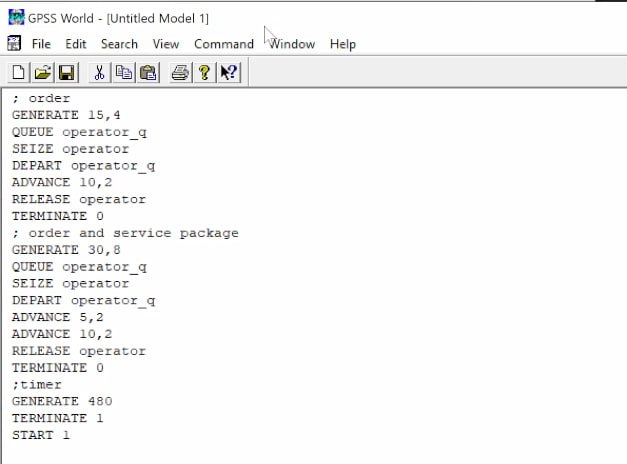 GPSS World - [Untitled Model 1]
File Edit Search View Command Window Help
; order
GENERATE 15,4
QUEUE operator_q
SEIZE operator
DEPART operator_q
ADVANCE 10,2
RELEASE operator
TERMINATE 0
; order and service package
GENERATE 30,8
QUEUE operator_q
SEIZE operator
DEPART operator_q
ADVANCE 5,2
ADVANCE 10,2
RELEASE operator
TERMINATE 0
;timer
GENERATE 480
TERMINATE 1
START 1